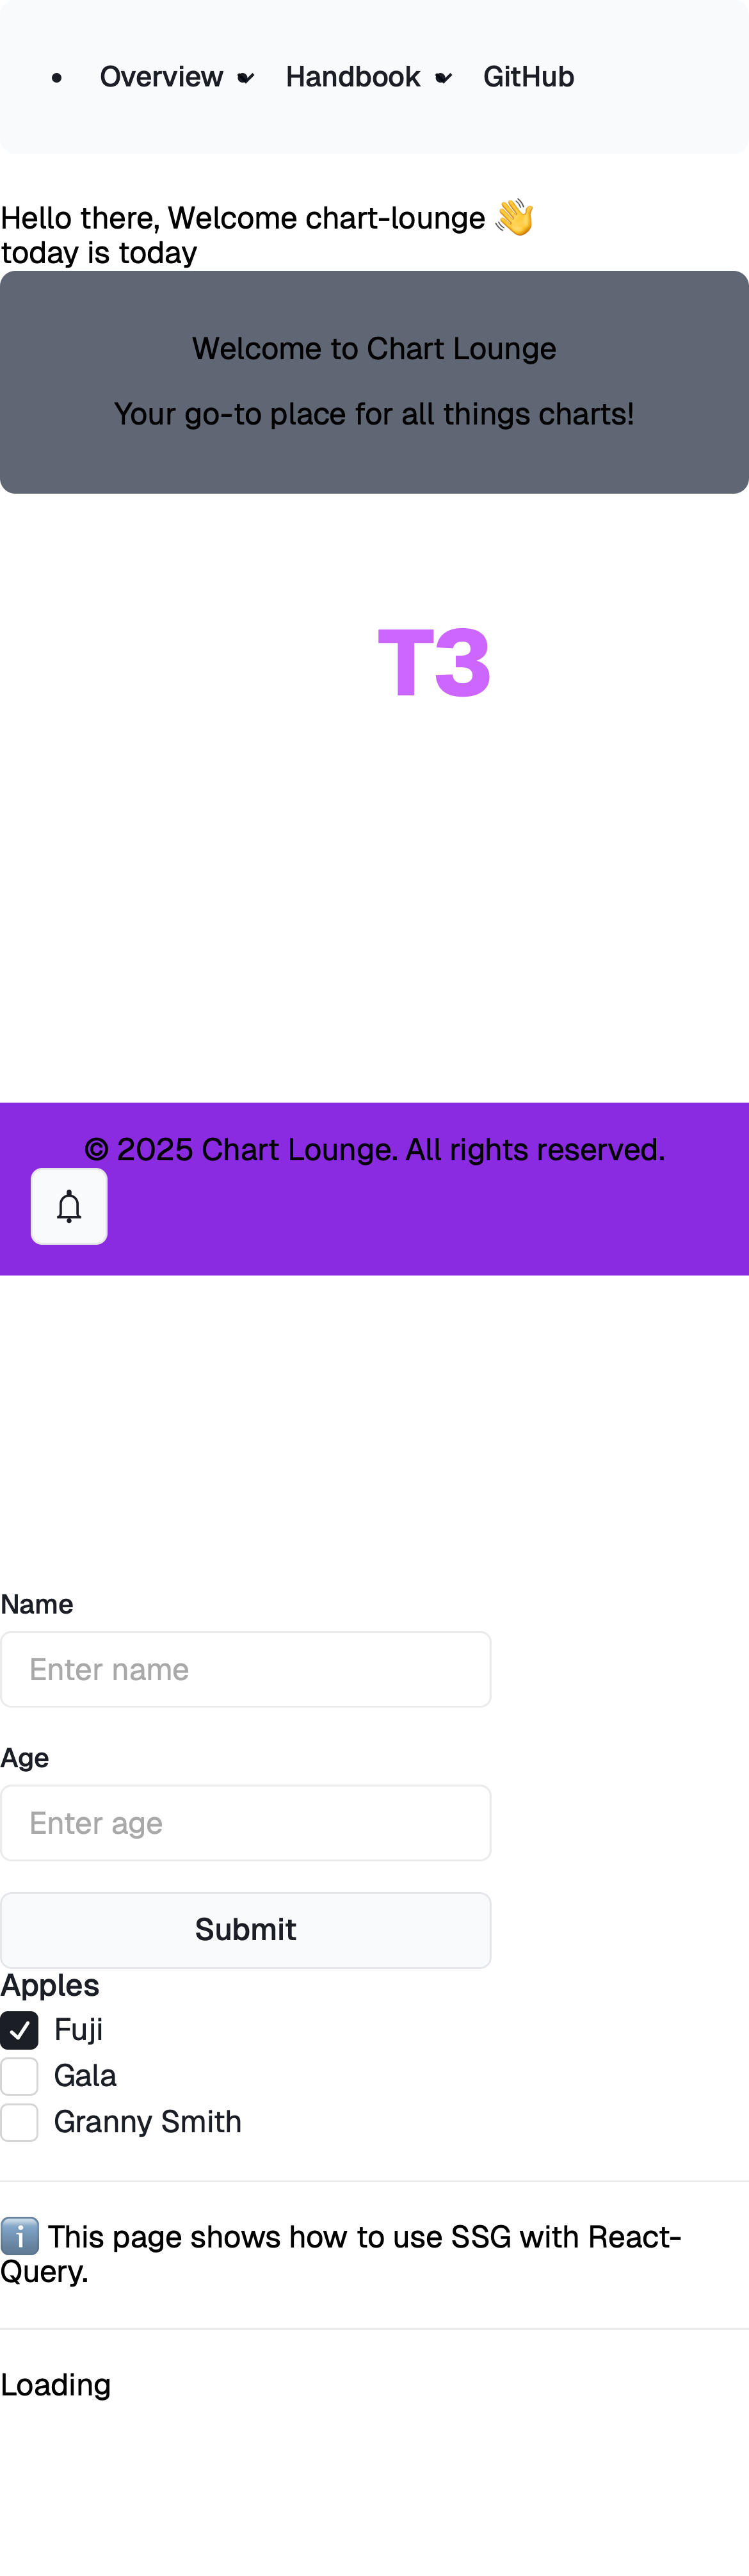 Overview Handbook GitHub
Hello there, Welcome chart-lounge 👋
today is today
Welcome to Chart Lounge
Your go-to place for all things charts!
T3
© 2025 Chart Lounge. All rights reserved.
Name
Enter name
Age
Enter age
Submit
Apples
Fuji
Gala
Granny Smith
ℹ️ This page shows how to use SSG with React-
Query.
Loading